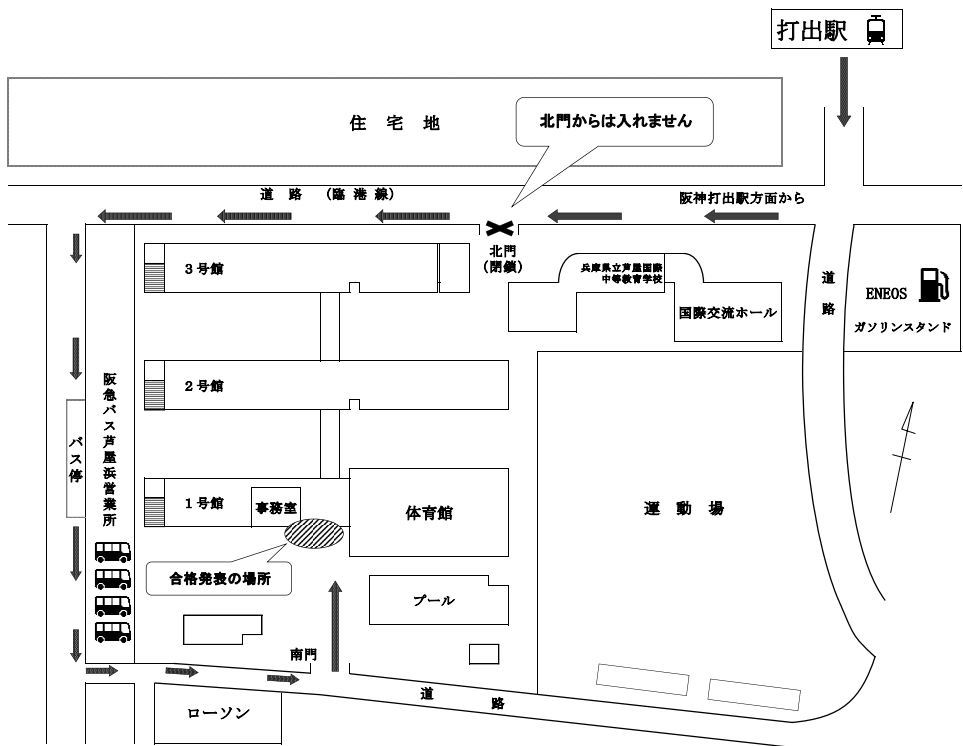 打出駅
住宅地
北門からは入れません
道路 (臨港線)
阪神打出駅方面から
北門
(閉鎖)
3号館
兵庫県立芦屋国際
中等教育学校
国際交流ホール
道路
ENEOS
ガソリンスタンド
2号館
阪急バス芦屋浜営業所
バス停
1号館
事務室
体育館
運動場
合格発表の場所
プール
南門
道路
ローソン